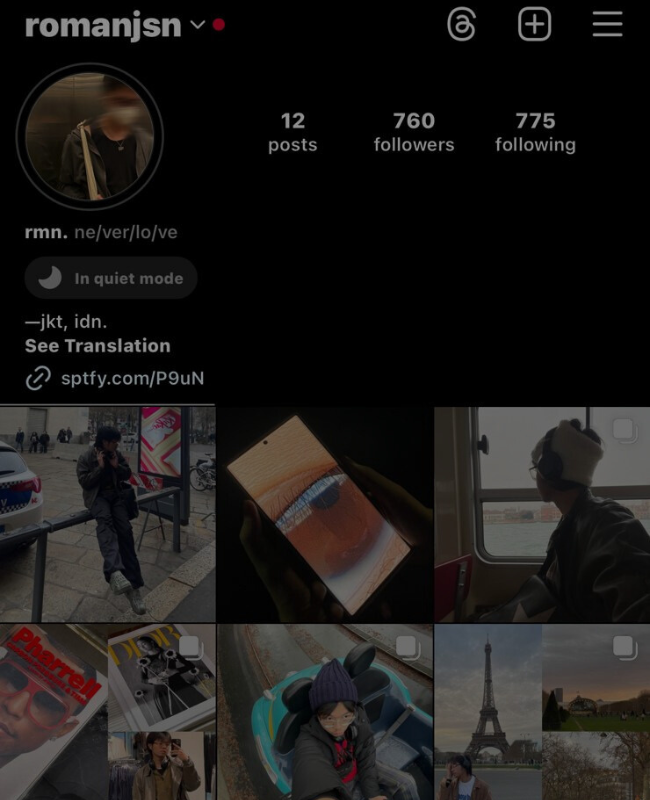 romanjsn
12 760 775
posts followers following
rmn. ne/ver/lo/ve
In quiet mode
—jkt, idn.
See Translation
sptfy.com/P9uN
Pharrell
DIOR